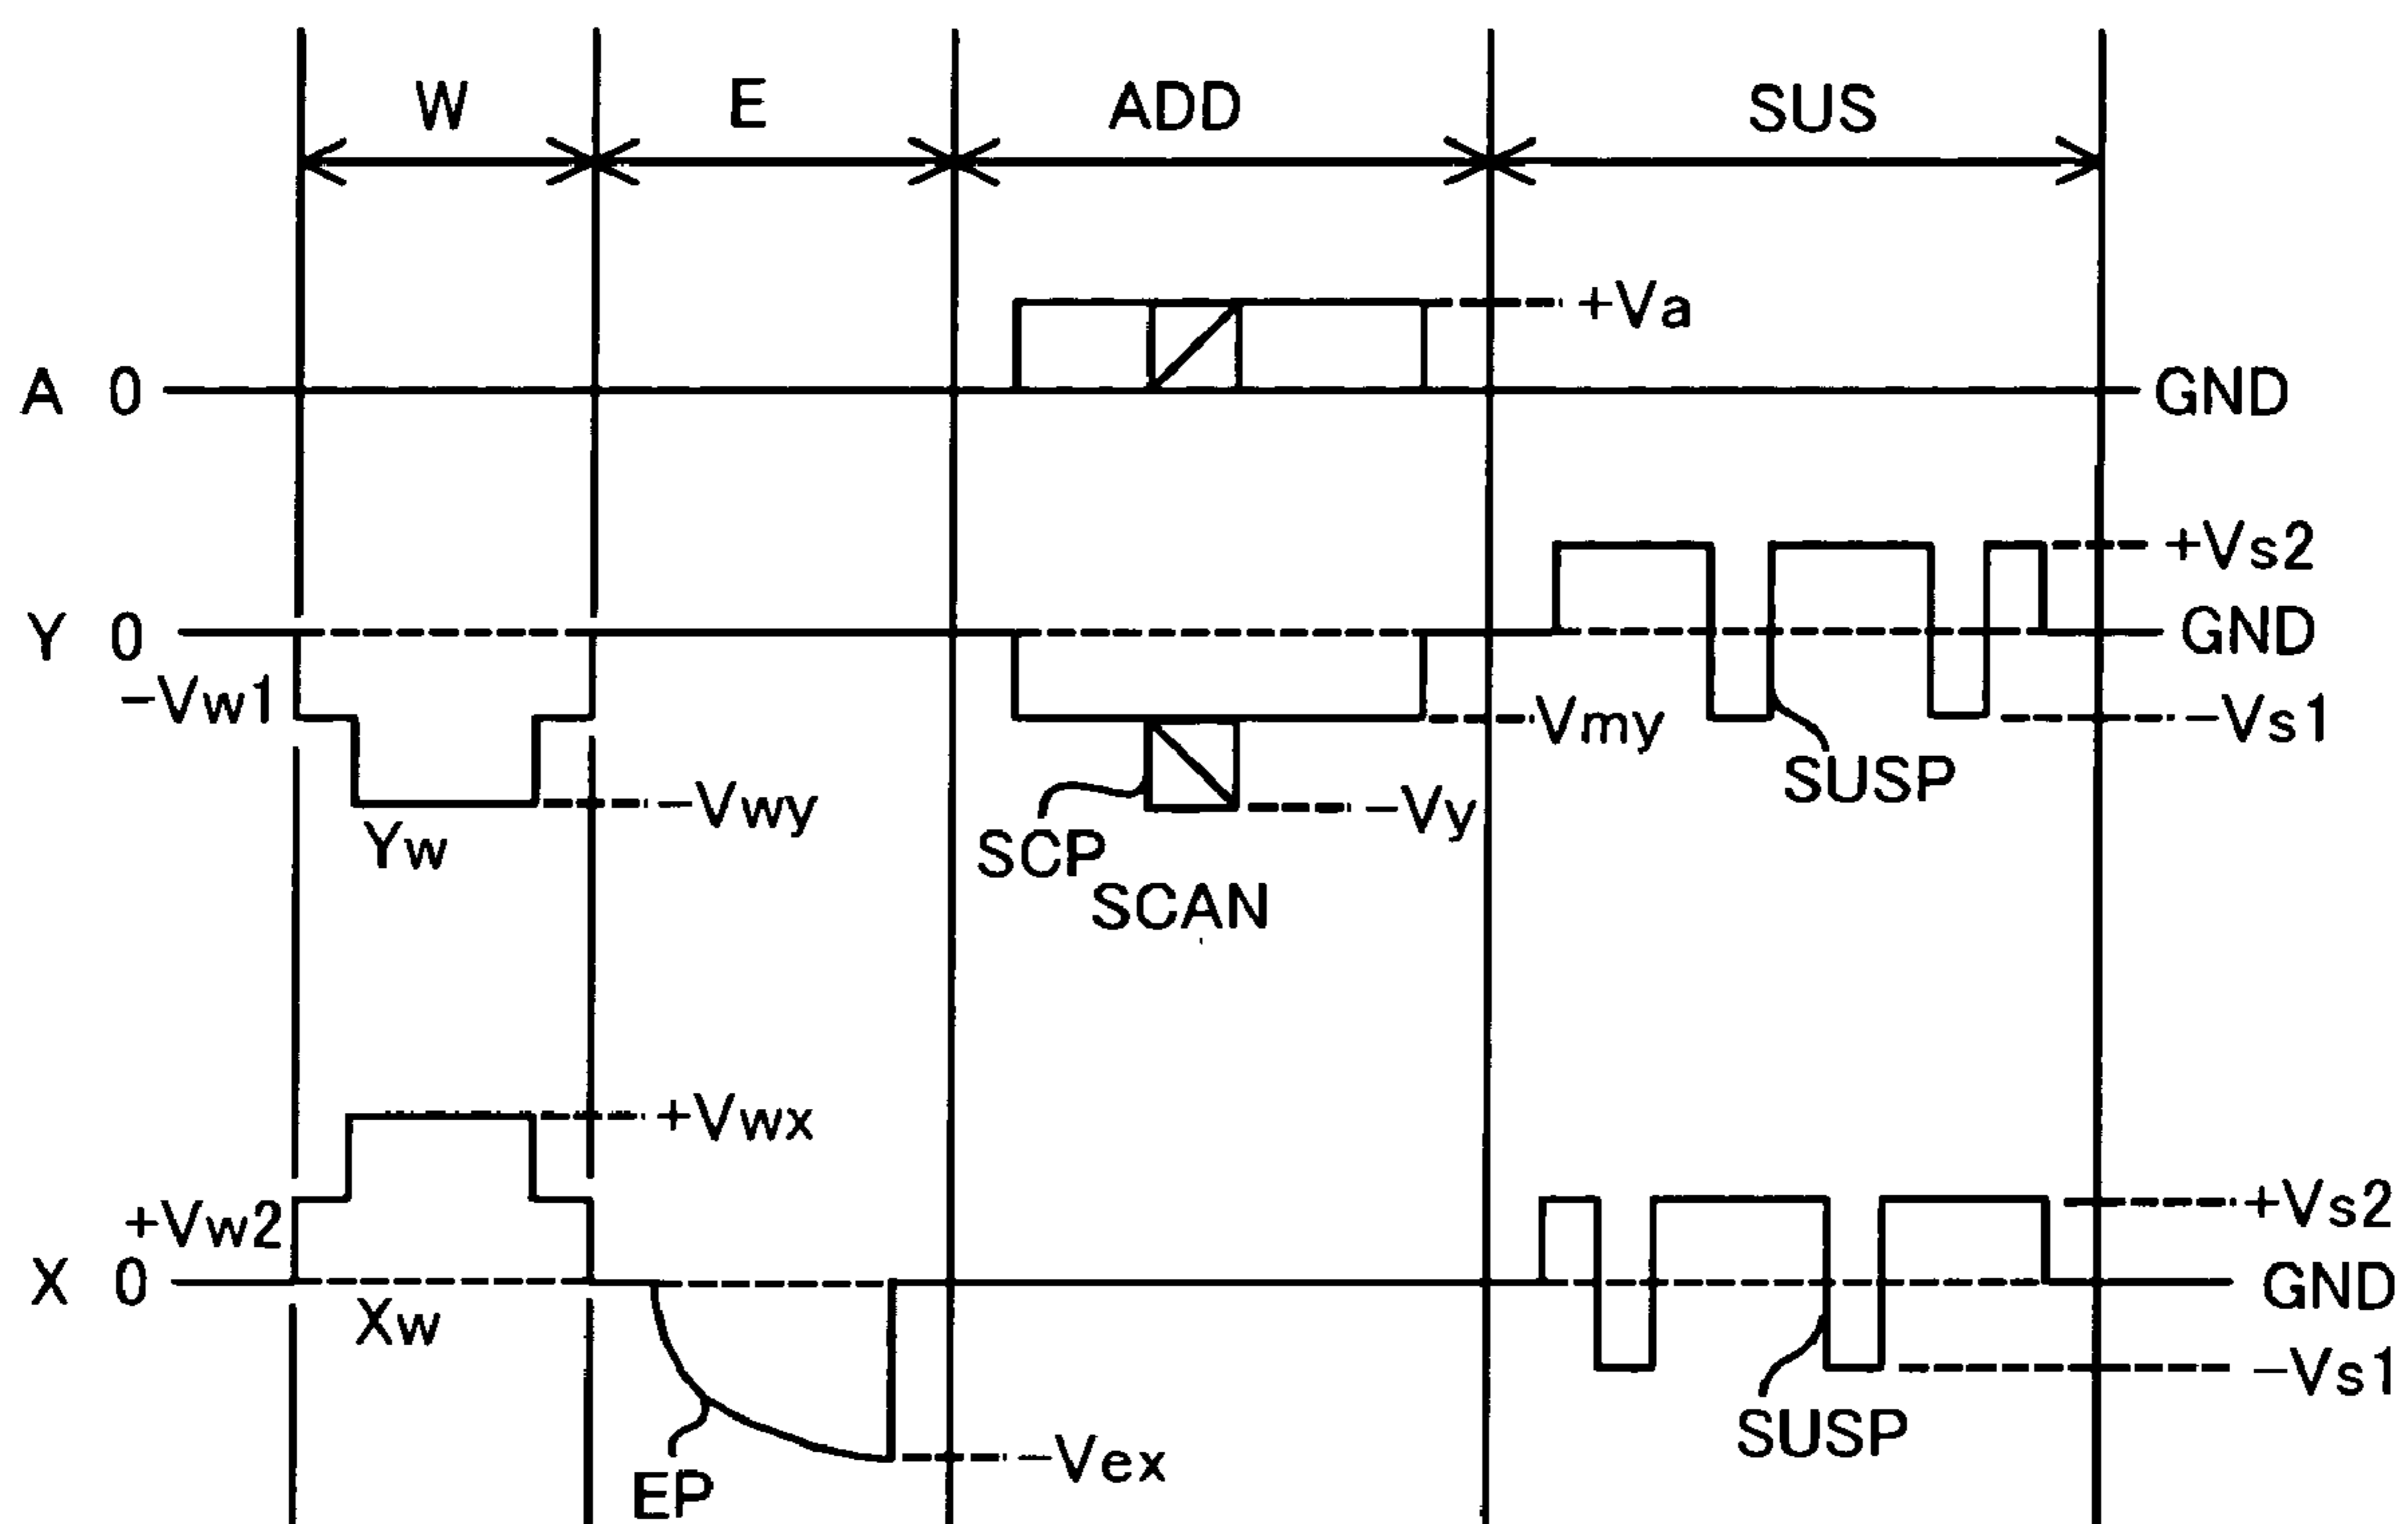 W E ADD SUS
+Va
A 0 GND
+Vs2
Y 0 GND
-Vw1 Vmy -Vs1
SUSP
-Vwy -Vy
Yw SCP
SCAN
+Vwx
+Vw2 +Vs2
X 0 GND
Xw
-Vs1
SUSP
-Vex
EP